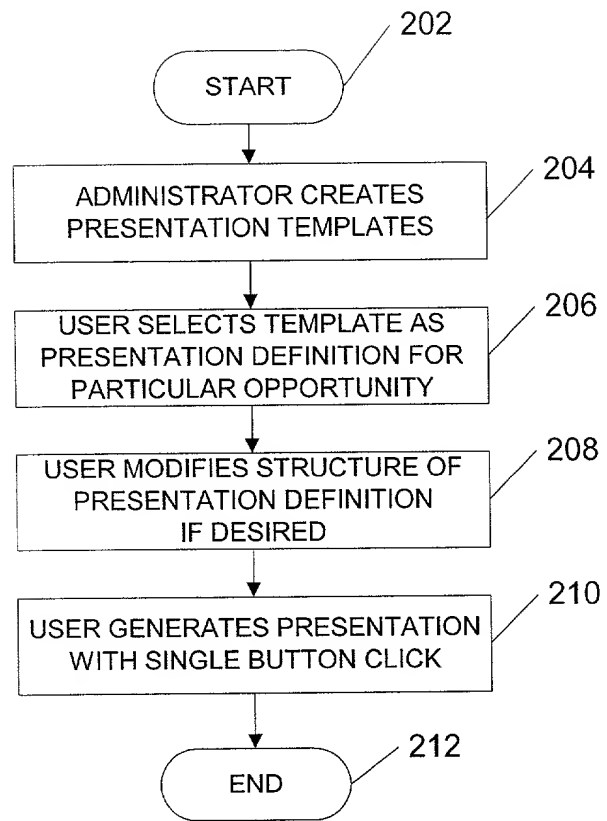 202
START
204
ADMINISTRATOR CREATES
PRESENTATION TEMPLATES
206
USER SELECTS TEMPLATE AS
PRESENTATION DEFINITION FOR
PARTICULAR OPPORTUNITY
208
USER MODIFIES STRUCTURE OF
PRESENTATION DEFINITION
IF DESIRED
210
USER GENERATES PRESENTATION
WITH SINGLE BUTTON CLICK
212
END